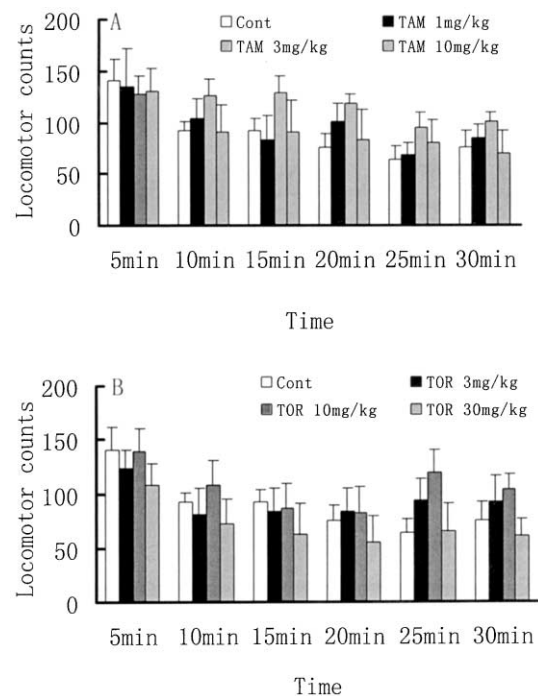 A
Cont TAM 1mg/kg
TAM 3mg/kg TAM 10mg/kg
Locomotor counts
200
150
100
50
0
5min 10min 15min 20min 25min 30min
Time
B
Cont TOR 3mg/kg
TOR 10mg/kg TOR 30mg/kg
Locomotor counts
200
150
100
50
0
5min 10min 15min 20min 25min 30min
Time